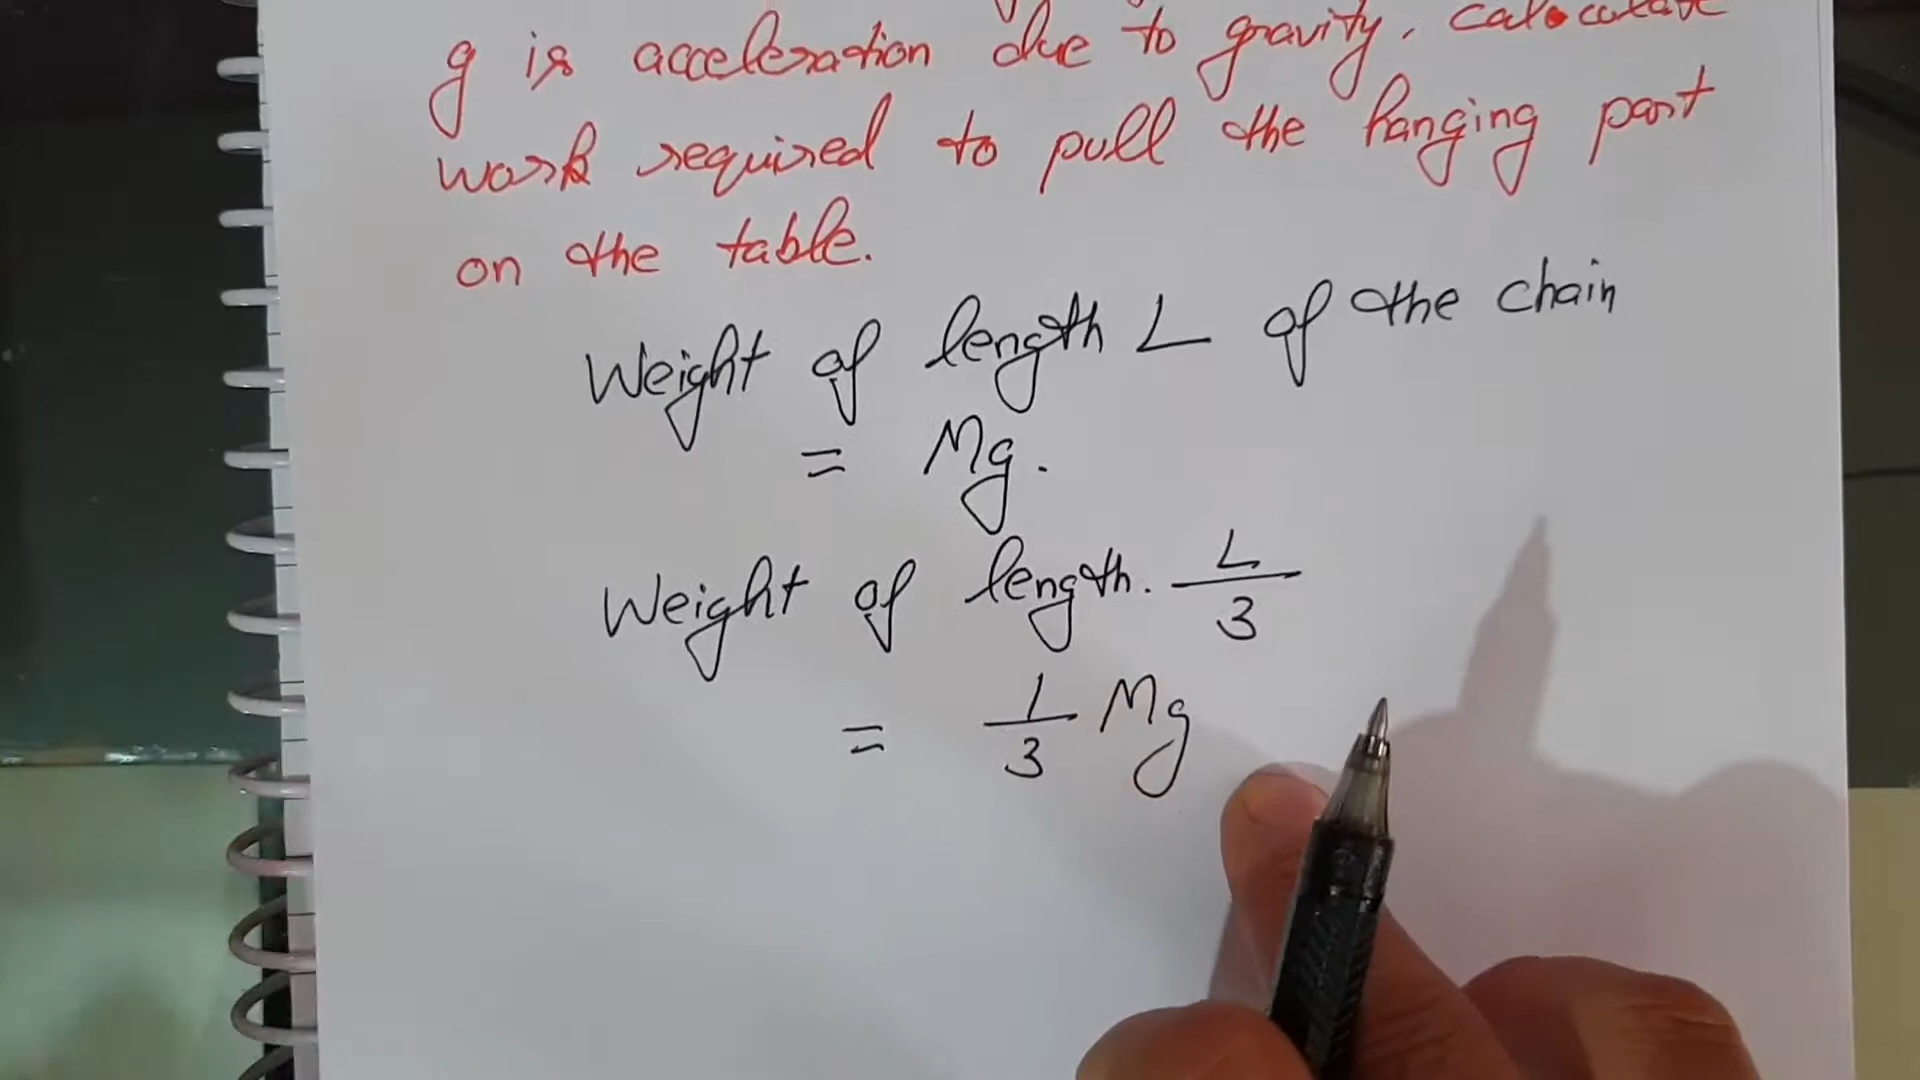 g is acceleration due to gravity. Calculate
work required to pull the hanging part
on the table.
Weight of length L of the chain
= Mg.
Weight of length. L/3
= 1/3 Mg